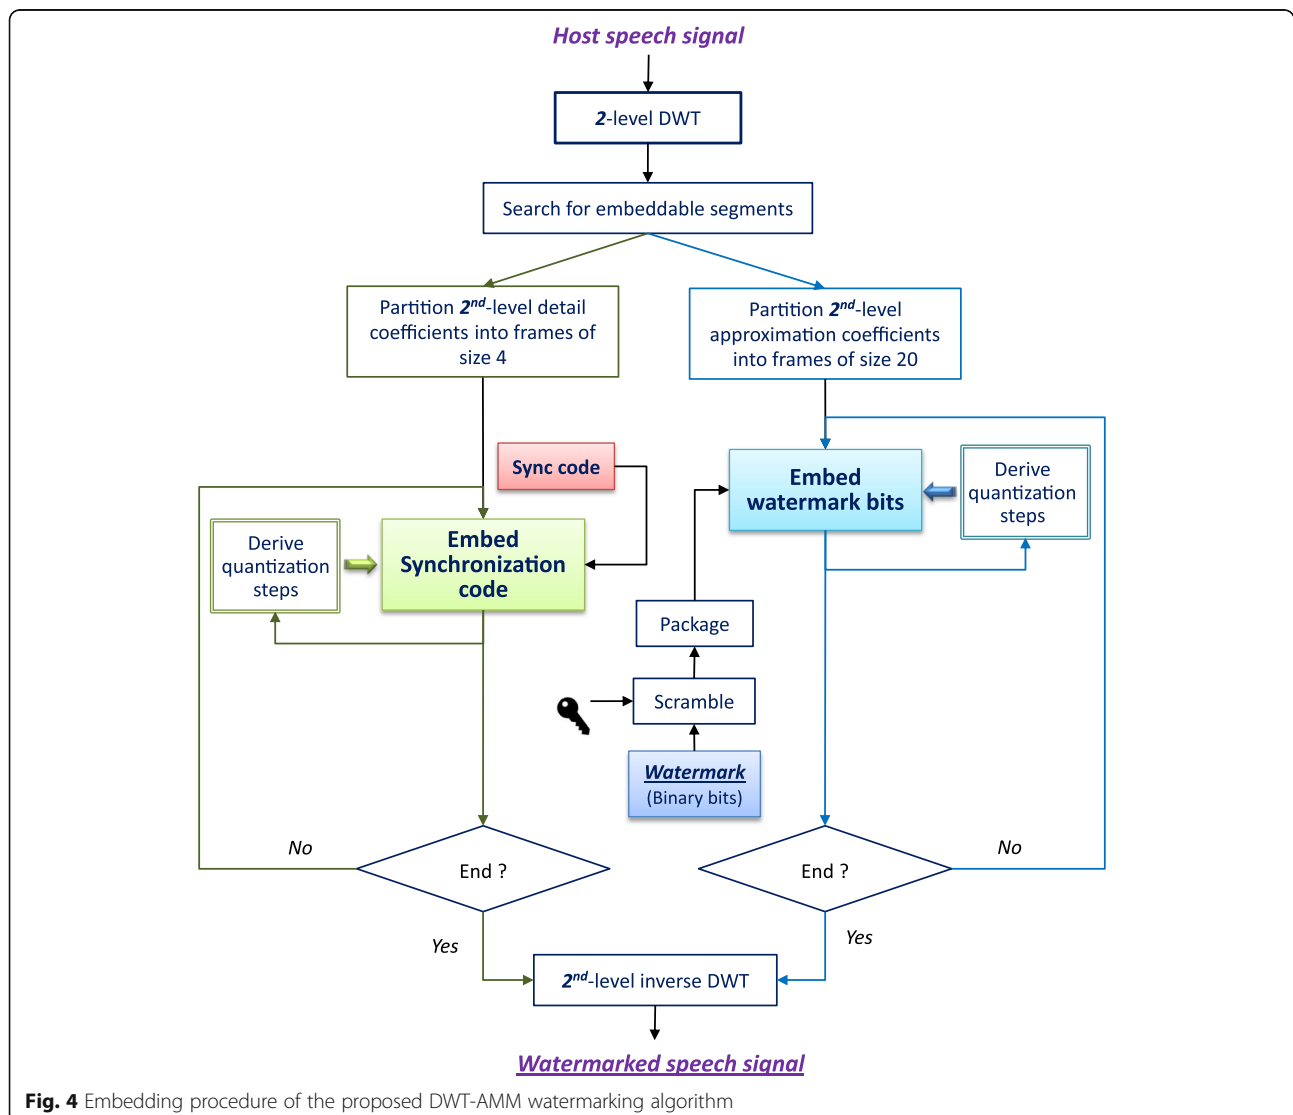 Host speech signal
2-level DWT
Search for embeddable segments
Partition 2nd-level detail
coefficients into frames of
size 4
Partition 2nd-level
approximation coefficients
into frames of size 20
Sync code
Embed
watermark bits
Derive
quantization
steps
Derive
quantization
steps
Embed
Synchronization
code
Package
Scramble
Watermark
(Binary bits)
No
End ?
End ?
No
Yes
Yes
2nd-level inverse DWT
Watermarked speech signal
Fig. 4 Embedding procedure of the proposed DWT-AMM watermarking algorithm